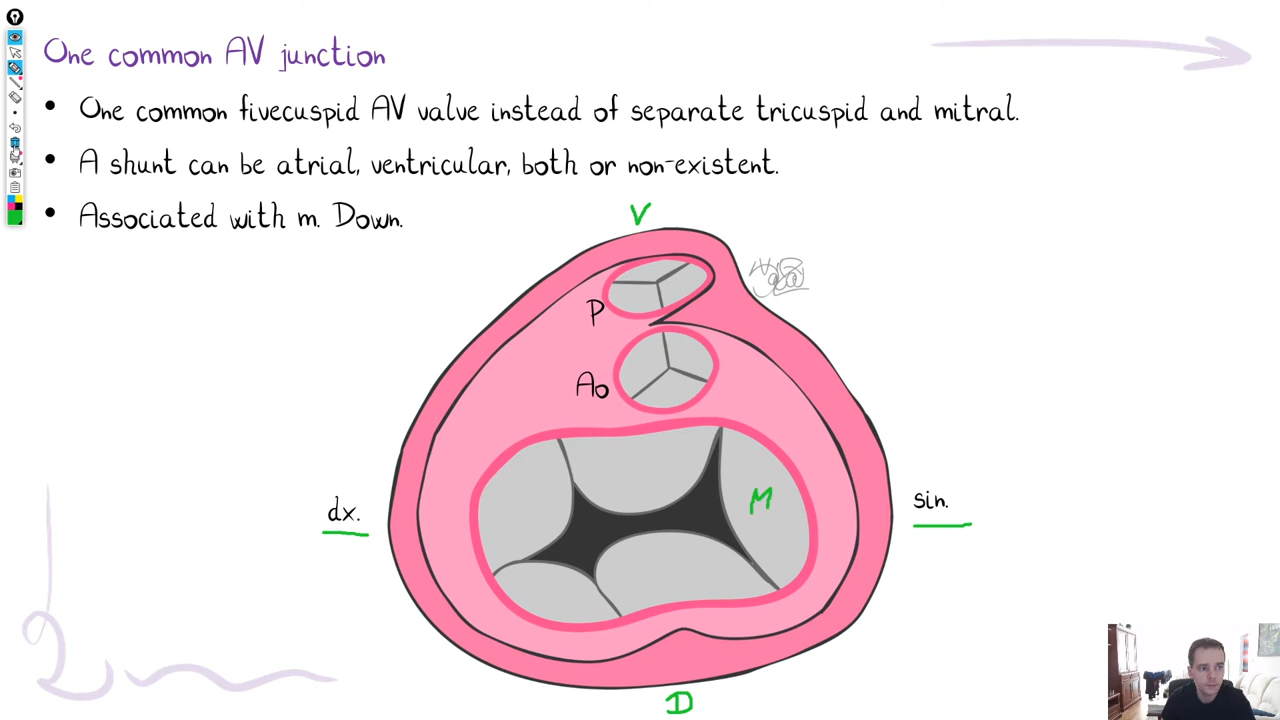 One common AV junction
• One common fivecuspid AV valve instead of separate tricuspid and mitral.
• A shunt can be atrial, ventricular, both or non-existent.
• Associated with m. Down.
V
P
Ao
M
dx.
sin.
D